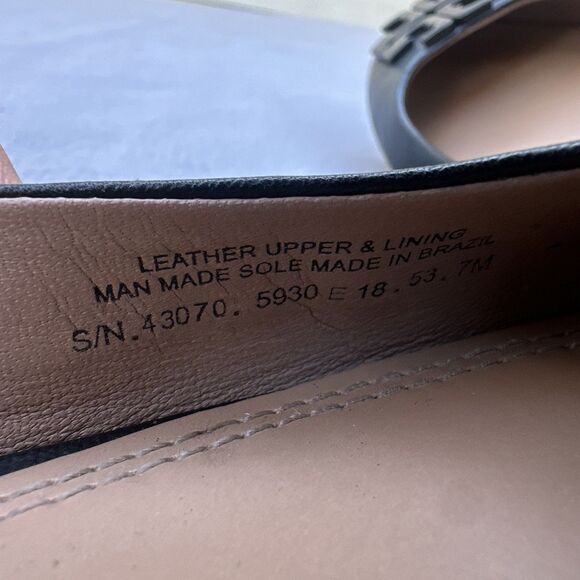 LEATHER UPPER & LINING
MAN MADE SOLE MADE IN BRAZIL
S/N.43070. 5930 E 18.53.7M